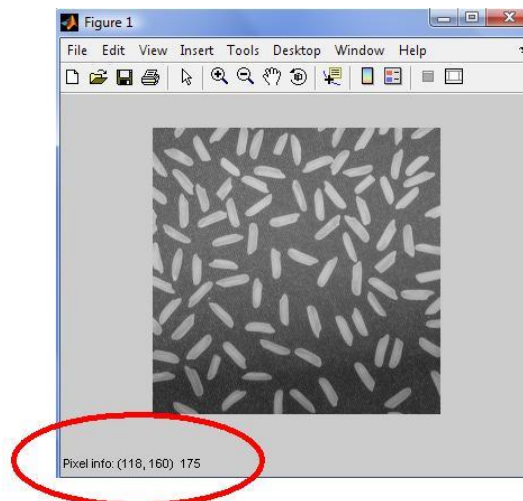 Figure 1
File Edit View Insert Tools Desktop Window Help
Pixel info: (118, 160) 175